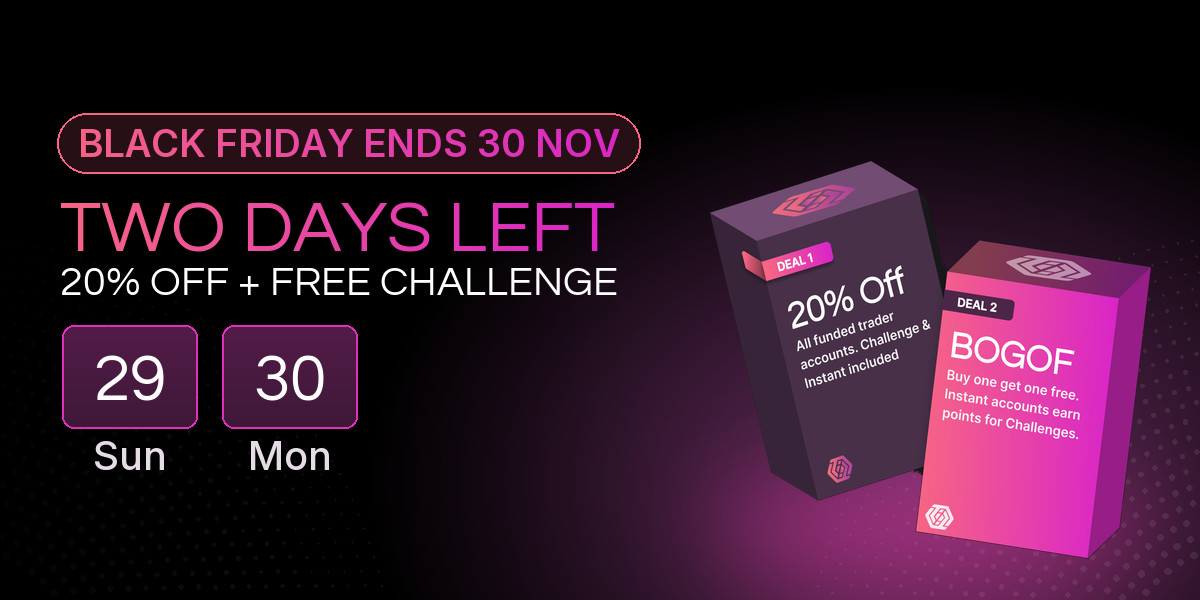 BLACK FRIDAY ENDS 30 NOV
TWO DAYS LEFT
20% OFF + FREE CHALLENGE
29
30
Sun
Mon
DEAL 1
20% Off
All funded trader
accounts. Challenge &
Instant included
DEAL 2
BOGOF
Buy one get one free.
Instant accounts earn
points for Challenges.